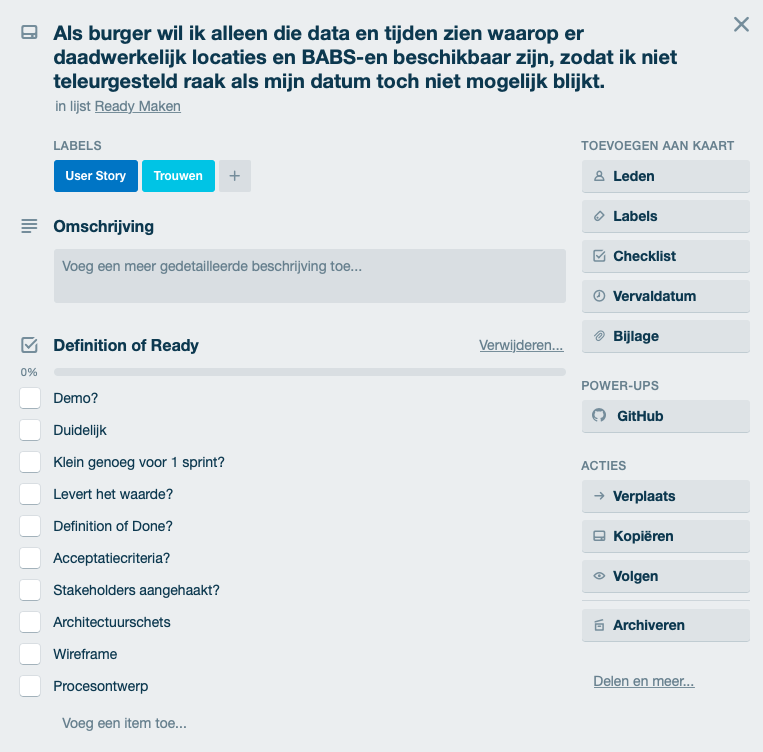 Als burger wil ik alleen die data en tijden zien waarop er
daadwerkelijk locaties en BABS-en beschikbaar zijn, zodat ik niet
teleurgesteld raak als mijn datum toch niet mogelijk blijkt.
in lijst Ready Maken
LABELS
User Story
Trouwen
+
Omschrijving
Voeg een meer gedetailleerde beschrijving toe...
Definition of Ready
Verwijderen...
0%
Demo?
Duidelijk
Klein genoeg voor 1 sprint?
Levert het waarde?
Definition of Done?
Acceptatiecriteria?
Stakeholders aangehaakt?
Architectuurschets
Wireframe
Procesontwerp
Voeg een item toe...
TOEVOEGEN AAN KAART
Leden
Labels
Checklist
Vervaldatum
Bijlage
POWER-UPS
GitHub
ACTIES
Verplaats
Kopiëren
Volgen
Archiveren
Delen en meer...